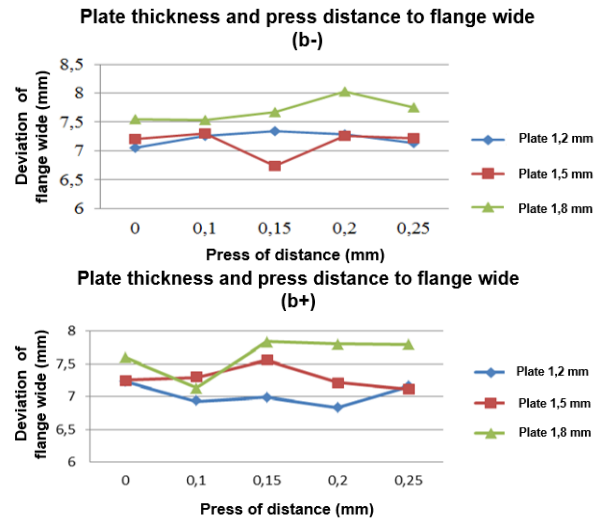 Plate thickness and press distance to flange wide
(b-)
Deviation of
flange wide (mm)
8,5
8
7,5
7
6,5
6
0 0,1 0,15 0,2 0,25
Press of distance (mm)
Plate 1,2 mm
Plate 1,5 mm
Plate 1,8 mm
Plate thickness and press distance to flange wide
(b+)
Deviation of
flange wide (mm)
8
7,5
7
6,5
6
0 0,1 0,15 0,2 0,25
Press of distance (mm)
Plate 1,2 mm
Plate 1,5 mm
Plate 1,8 mm